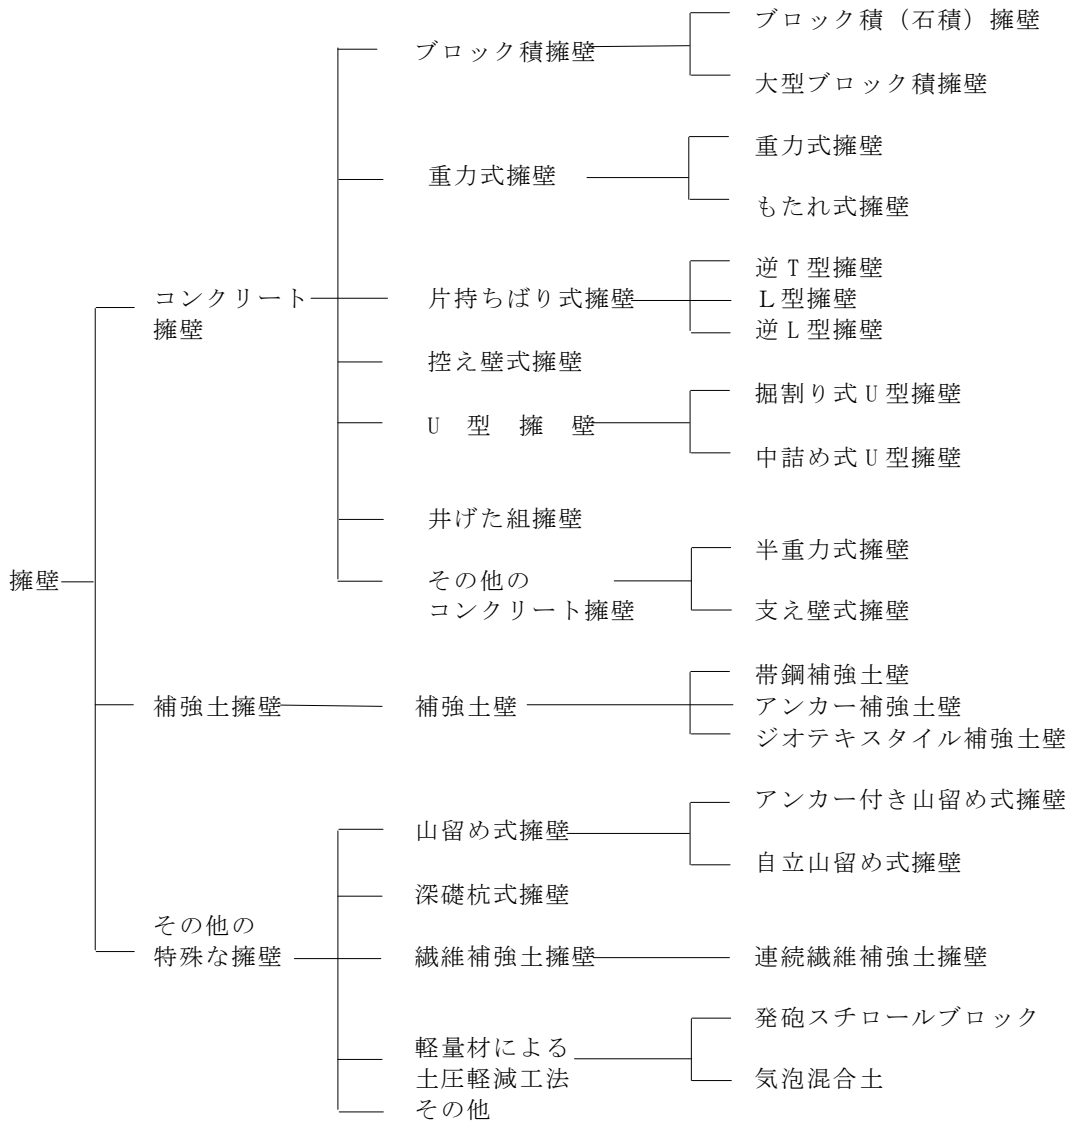 ブロック積（石積）擁壁
ブロック積擁壁
大型ブロック積擁壁
重力式擁壁
重力式擁壁
もたれ式擁壁
逆Ｔ型擁壁
コンクリート
擁壁
片持ちばり式擁壁
Ｌ型擁壁
逆Ｌ型擁壁
控え壁式擁壁
掘割り式U型擁壁
U 型 擁 壁
中詰め式U型擁壁
井げた組擁壁
半重力式擁壁
擁壁
その他の
コンクリート擁壁
支え壁式擁壁
帯鋼補強土壁
補強土擁壁
補強土壁
アンカー補強土壁
ジオテキスタイル補強土壁
アンカー付き山留め式擁壁
山留め式擁壁
自立山留め式擁壁
深礎杭式擁壁
その他の
特殊な擁壁
繊維補強土擁壁
連続繊維補強土擁壁
発砲スチロールブロック
軽量材による
土圧軽減工法
気泡混合土
その他